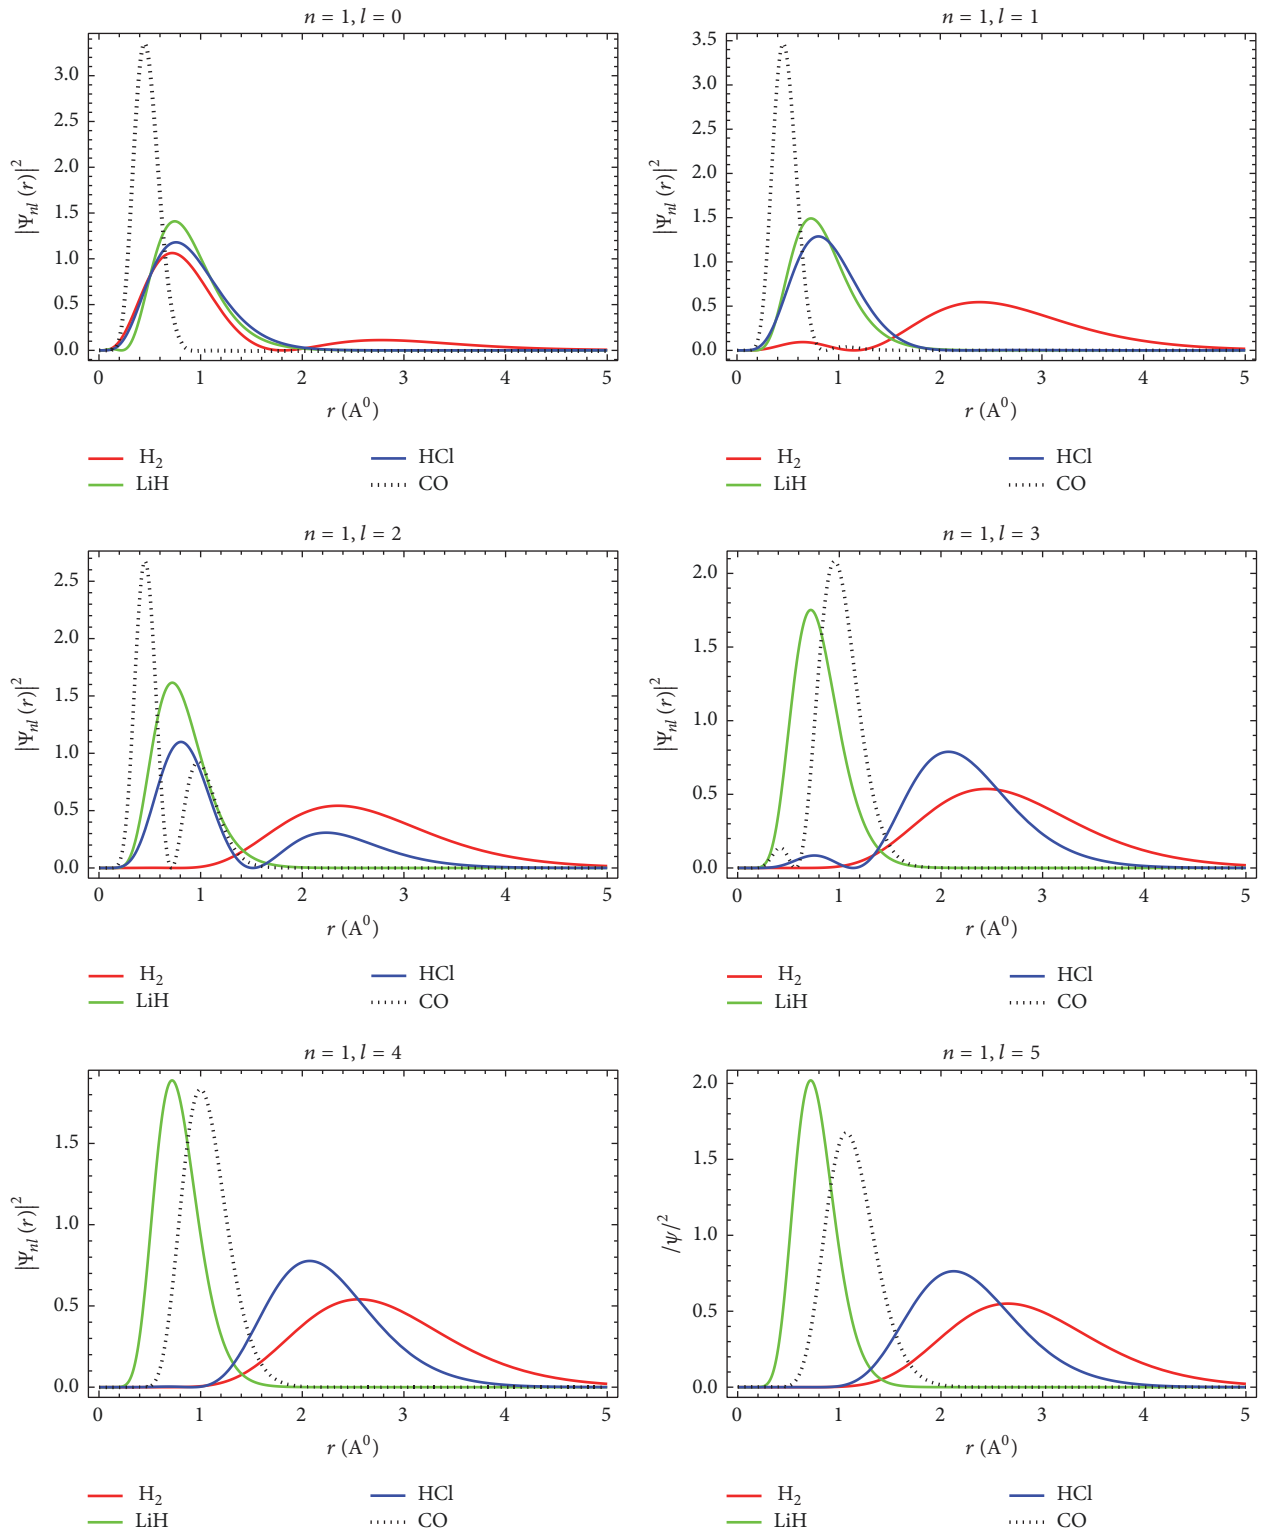 n = 1, l = 0
|Ψnl (r)|²
3.0
2.5
2.0
1.5
1.0
0.5
0.0
0 1 2 3 4 5
r (A⁰)
H₂ HCl
LiH CO
n = 1, l = 1
|Ψnl (r)|²
3.5
3.0
2.5
2.0
1.5
1.0
0.5
0.0
0 1 2 3 4 5
r (A⁰)
H₂ HCl
LiH CO
n = 1, l = 2
|Ψnl (r)|²
2.5
2.0
1.5
1.0
0.5
0.0
0 1 2 3 4 5
r (A⁰)
H₂ HCl
LiH CO
n = 1, l = 3
|Ψnl (r)|²
2.0
1.5
1.0
0.5
0.0
0 1 2 3 4 5
r (A⁰)
H₂ HCl
LiH CO
n = 1, l = 4
|Ψnl (r)|²
1.5
1.0
0.5
0.0
0 1 2 3 4 5
r (A⁰)
H₂ HCl
LiH CO
n = 1, l = 5
/ψ/²
2.0
1.5
1.0
0.5
0.0
0 1 2 3 4 5
r (A⁰)
H₂ HCl
LiH CO